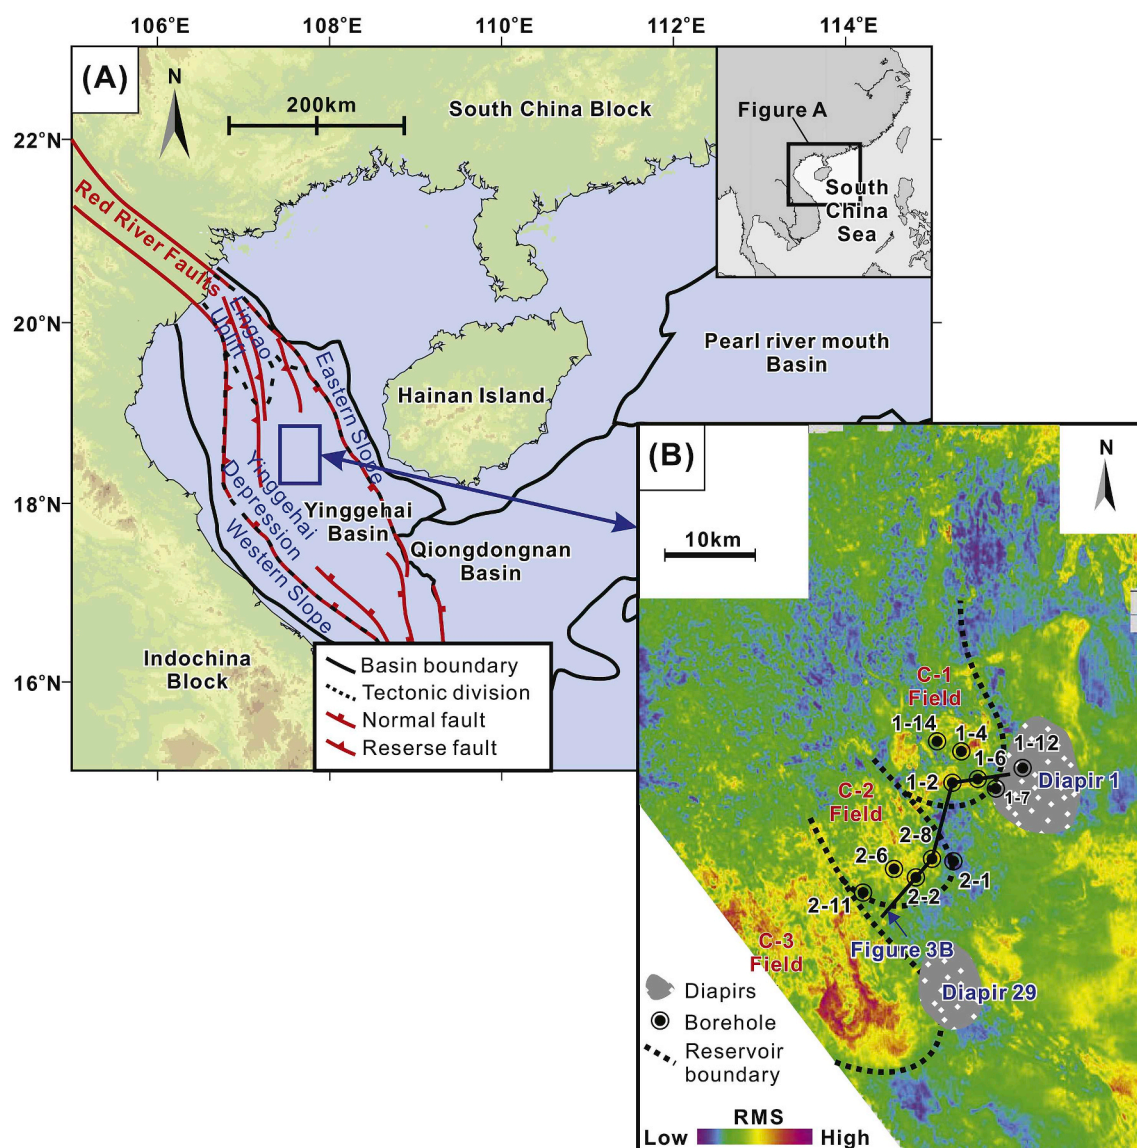 106°E
108°E
110°E
112°E
114°E
(A)
N
200km
South China Block
Figure A
South
China
Sea
22°N
20°N
18°N
16°N
Red River Faults
Lingao
Uplift
Eastern Slope
Hainan Island
Pearl river mouth
Basin
Yinggehai
Depression
Western Slope
Yinggehai
Basin
Qiongdongnan
Basin
Indochina
Block
Basin boundary
Tectonic division
Normal fault
Reserse fault
(B)
N
10km
C-1
Field
1-14
1-4
1-6
1-12
1-2
1-7
Diapir 1
C-2
Field
2-8
2-6
2-1
2-2
2-11
Figure 3B
C-3
Field
Diapir 29
Diapirs
Borehole
Reservoir
boundary
RMS
Low
High